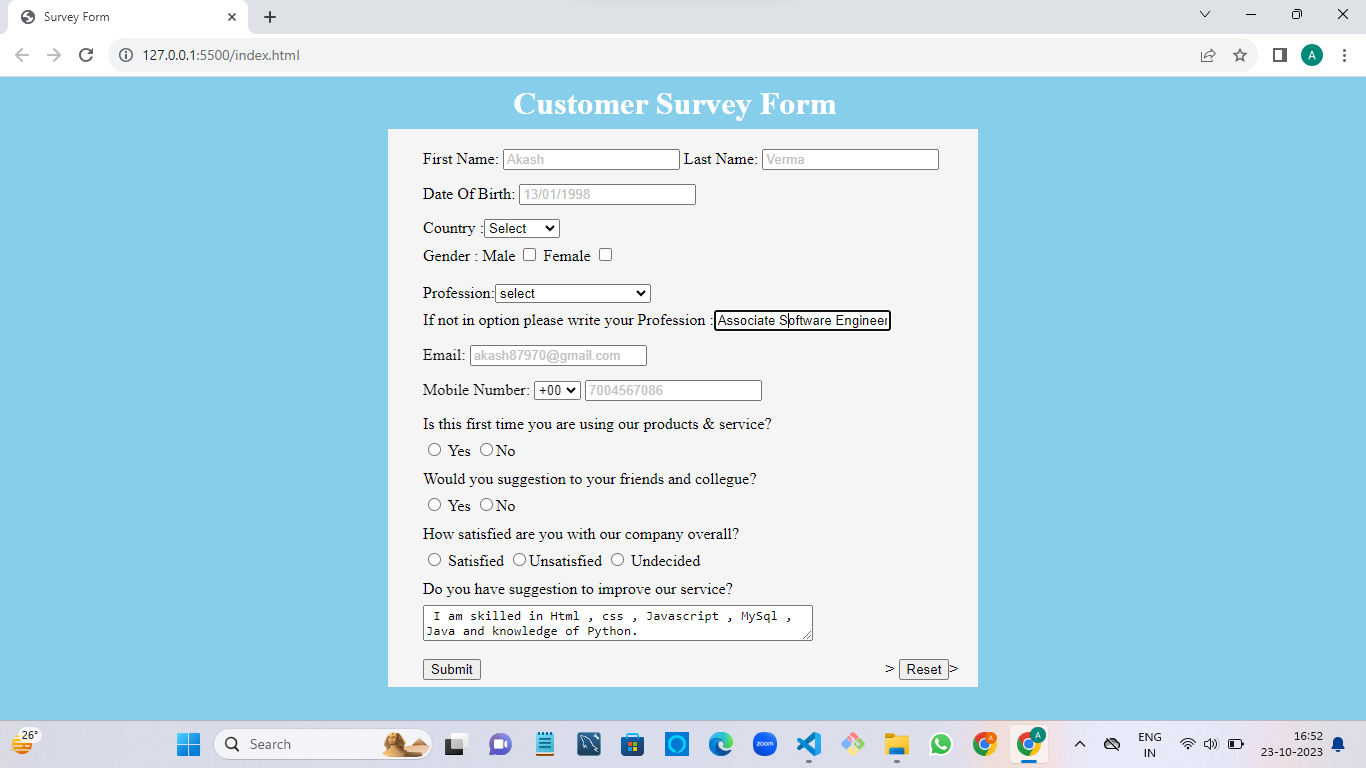 Survey Form
127.0.0.1:5500/index.html
A
Customer Survey Form
First Name: Akash Last Name: Verma
Date Of Birth: 13/01/1998
Country :Select
Gender : Male Female
Profession:select
If not in option please write your Profession :Associate Software Engineer
Email: akash87970@gmail.com
Mobile Number: +00 7004567086
Is this first time you are using our products & service?
Yes No
Would you suggestion to your friends and collegue?
Yes No
How satisfied are you with our company overall?
Satisfied Unsatisfied Undecided
Do you have suggestion to improve our service?
I am skilled in Html , css , Javascript , MySql ,
Java and knowledge of Python.
Submit > Reset>
26°
Search
zoom
A
A
ENG
IN
16:52
23-10-2023